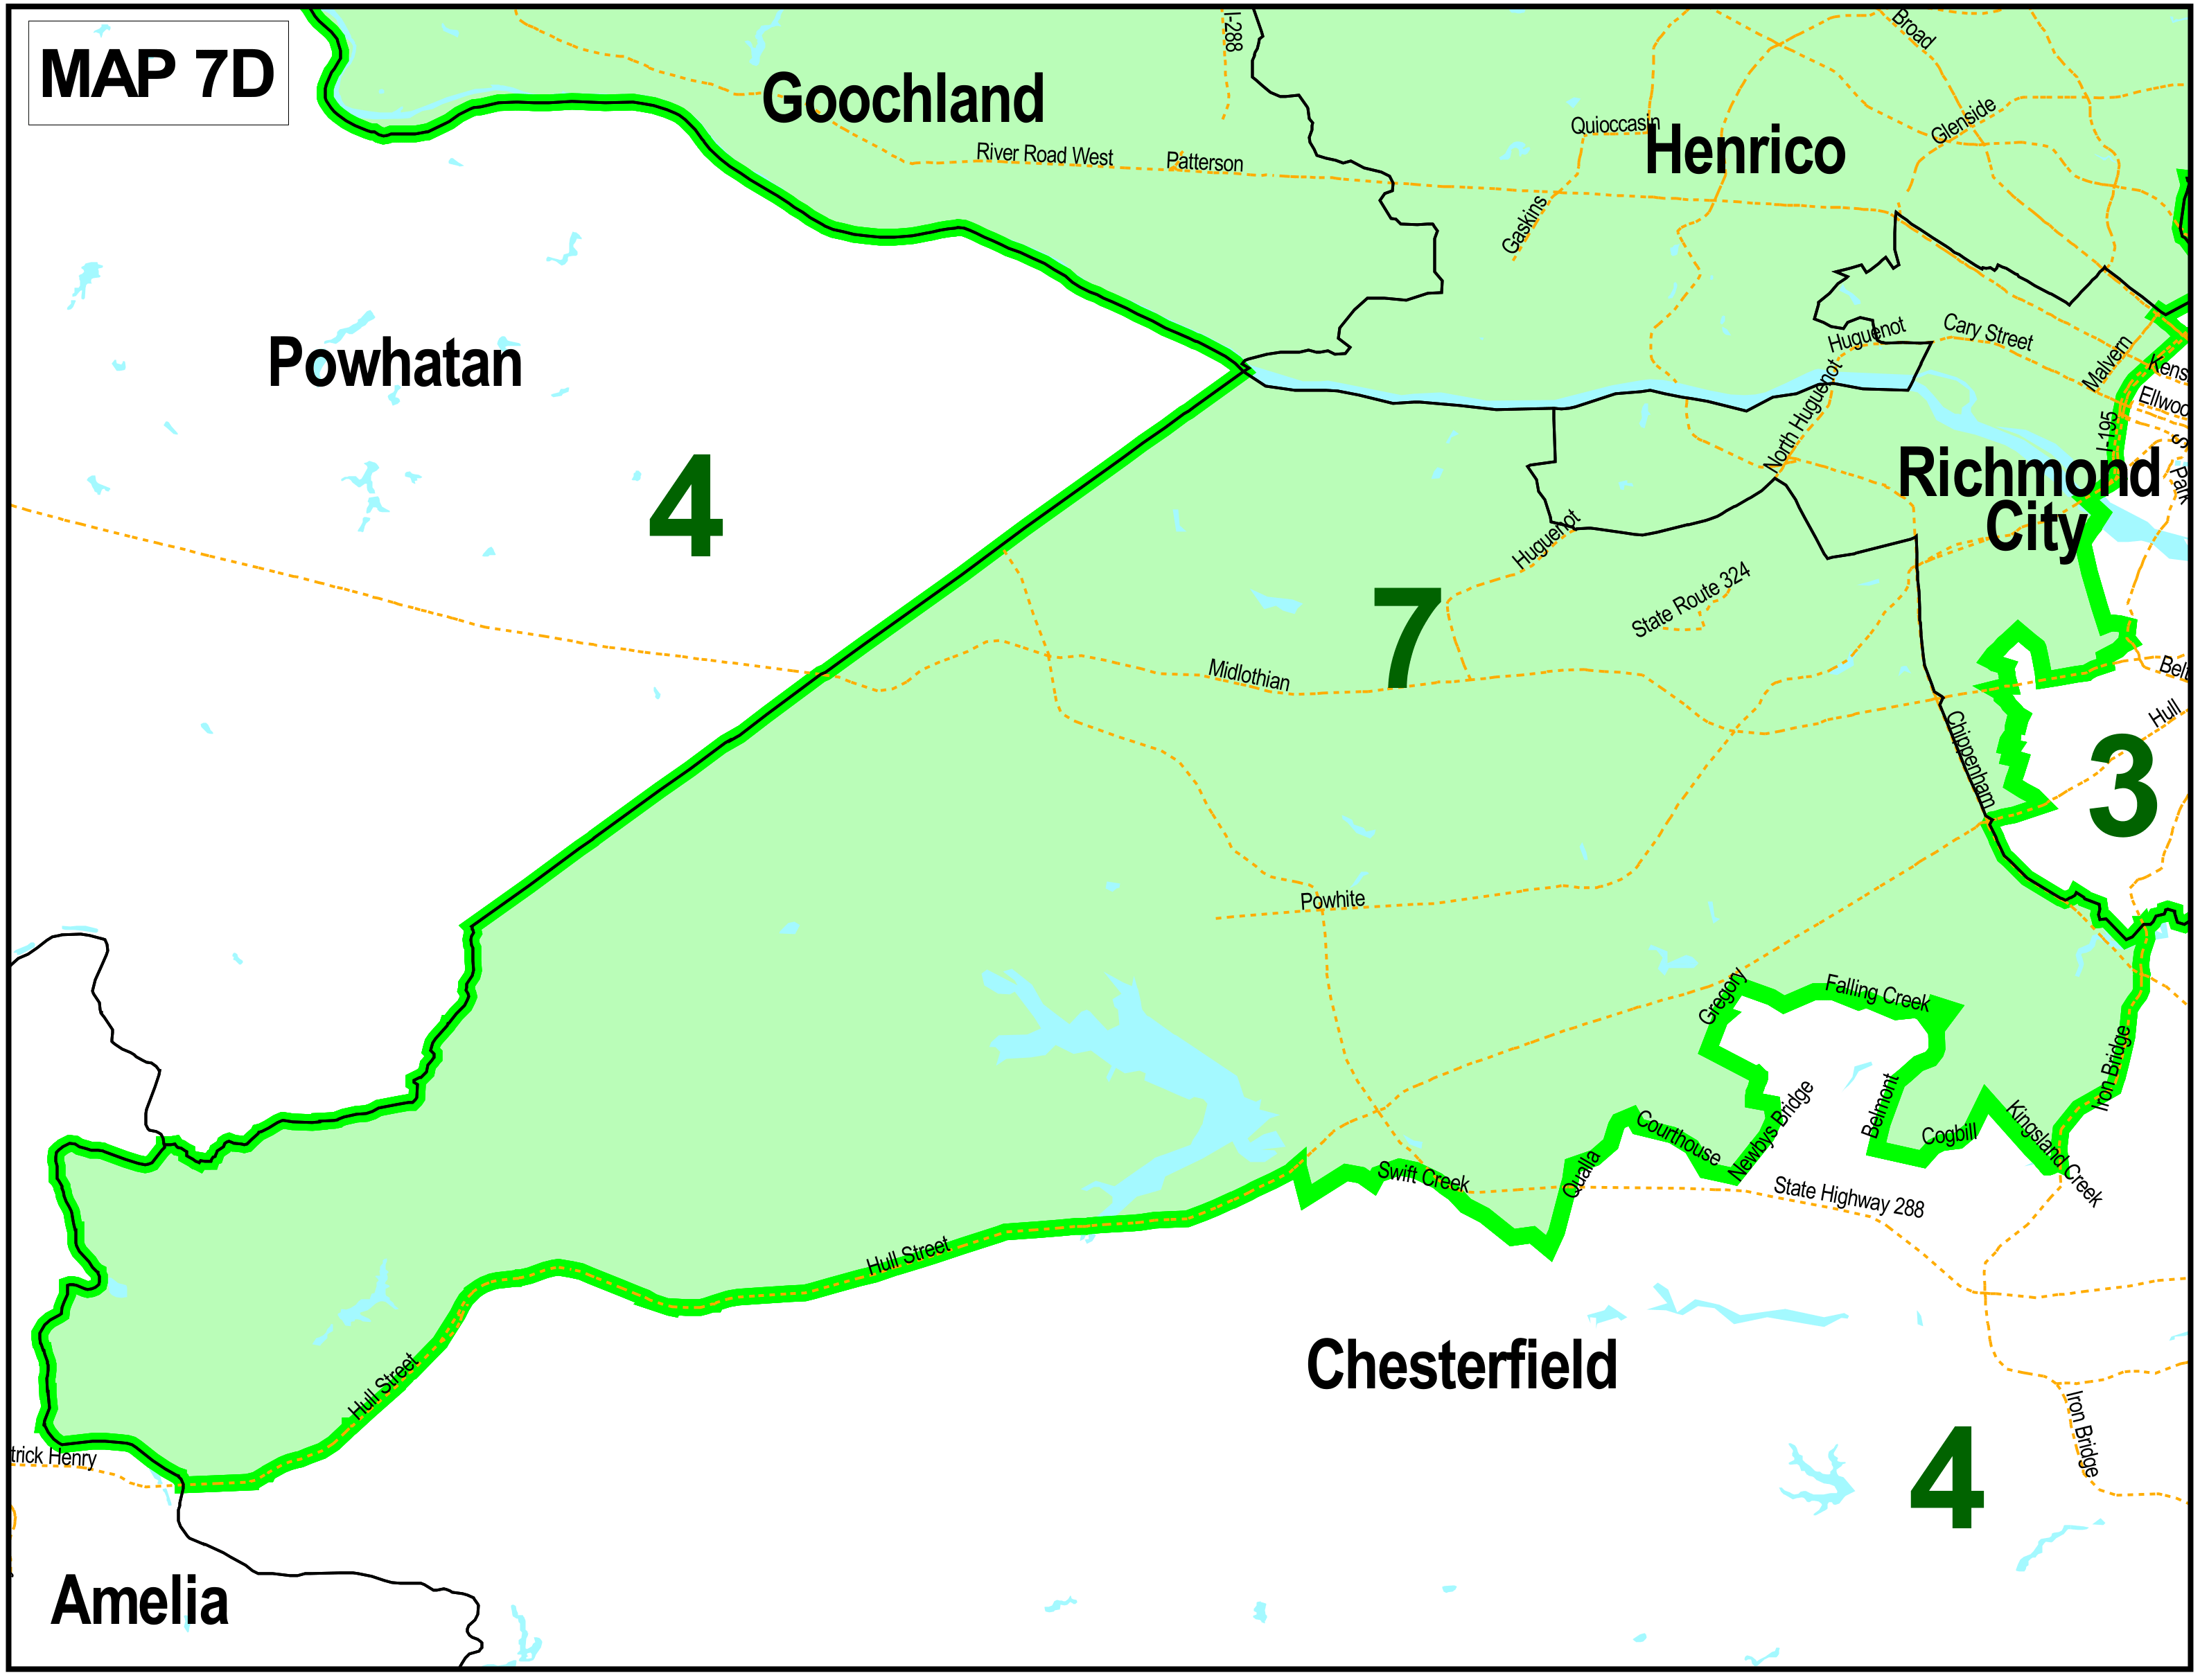 MAP 7D
I-288
Broad
Goochland
Quioccasin
Glenside
Henrico
River Road West
Patterson
Gaskins
Powhatan
Huguenot
Cary Street
Malvern
Kens
Ellwoo
I-195
S
Park
North Huguenot
Richmond
City
4
Huguenot
7
State Route 324
Midlothian
Belt
Hull
Chippenham
3
Powhite
Gregory
Falling Creek
Iron Bridge
Belmont
Newbys Bridge
Courthouse
Cogbill
Kingsland Creek
Swift Creek
Qualla
State Highway 288
Hull Street
Hull Street
Chesterfield
trick Henry
Iron Bridge
4
Amelia